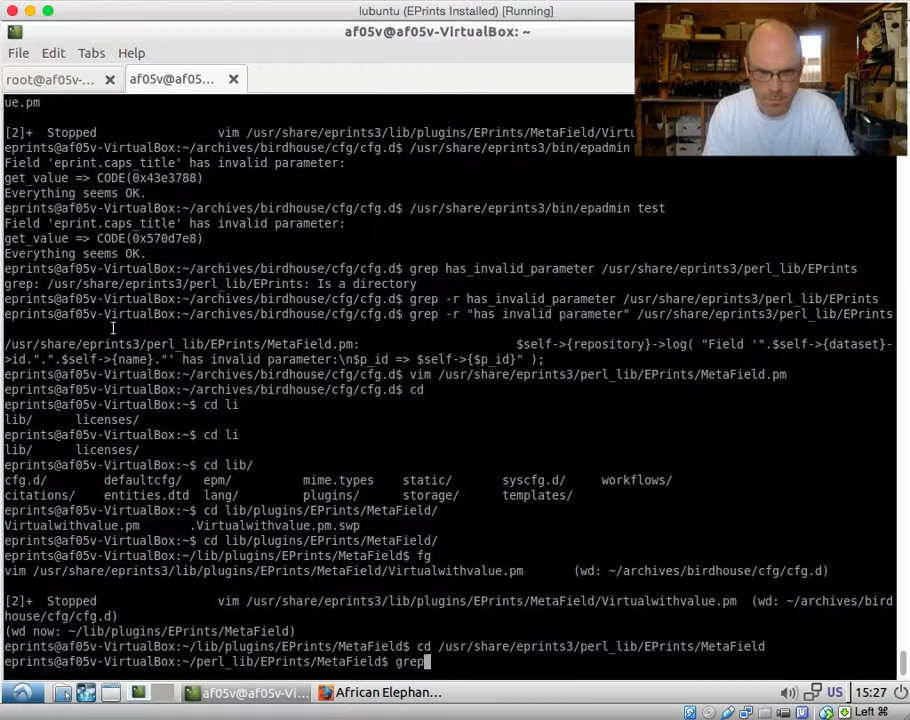 lubuntu (EPrints Installed) [Running]
af05v@af05v-VirtualBox: ~
File Edit Tabs Help
root@af05v-... af05v@af05...
ue.pm
[2]+  Stopped                 vim /usr/share/eprints3/lib/plugins/EPrints/MetaField/Virtu
eprints@af05v-VirtualBox:~/archives/birdhouse/cfg/cfg.d$ /usr/share/eprints3/bin/epadmin
Field 'eprint.caps_title' has invalid parameter:
get_value => CODE(0x43e3788)
Everything seems OK.
eprints@af05v-VirtualBox:~/archives/birdhouse/cfg/cfg.d$ /usr/share/eprints3/bin/epadmin test
Field 'eprint.caps_title' has invalid parameter:
get_value => CODE(0x570d7e8)
Everything seems OK.
eprints@af05v-VirtualBox:~/archives/birdhouse/cfg/cfg.d$ grep has_invalid_parameter /usr/share/eprints3/perl_lib/EPrints
grep: /usr/share/eprints3/perl_lib/EPrints: Is a directory
eprints@af05v-VirtualBox:~/archives/birdhouse/cfg/cfg.d$ grep -r has_invalid_parameter /usr/share/eprints3/perl_lib/EPrints
eprints@af05v-VirtualBox:~/archives/birdhouse/cfg/cfg.d$ grep -r "has invalid parameter" /usr/share/eprints3/perl_lib/EPrints
/usr/share/eprints3/perl_lib/EPrints/MetaField.pm:                       $self->{repository}->log( "Field '".$self->{dataset}-
>id.".".$self->{name}."' has invalid parameter:\n$p_id => $self->{$p_id}" );
eprints@af05v-VirtualBox:~/archives/birdhouse/cfg/cfg.d$ vim /usr/share/eprints3/perl_lib/EPrints/MetaField.pm
eprints@af05v-VirtualBox:~/archives/birdhouse/cfg/cfg.d$ cd
eprints@af05v-VirtualBox:~$ cd li
lib/      licenses/
eprints@af05v-VirtualBox:~$ cd li
lib/      licenses/
eprints@af05v-VirtualBox:~$ cd lib/
cfg.d/       defaultcfg/  epm/         mime.types   static/      syscfg.d/    workflows/
citations/   entities.dtd lang/        plugins/     storage/     templates/
eprints@af05v-VirtualBox:~$ cd lib/plugins/EPrints/MetaField/
Virtualwithvalue.pm      .Virtualwithvalue.pm.swp
eprints@af05v-VirtualBox:~$ cd lib/plugins/EPrints/MetaField/
eprints@af05v-VirtualBox:~/lib/plugins/EPrints/MetaField$ fg
vim /usr/share/eprints3/lib/plugins/EPrints/MetaField/Virtualwithvalue.pm       (wd: ~/archives/birdhouse/cfg/cfg.d)
[2]+  Stopped                 vim /usr/share/eprints3/lib/plugins/EPrints/MetaField/Virtualwithvalue.pm  (wd: ~/archives/bird
house/cfg/cfg.d)
(wd now: ~/lib/plugins/EPrints/MetaField)
eprints@af05v-VirtualBox:~/lib/plugins/EPrints/MetaField$ cd /usr/share/eprints3/perl_lib/EPrints/MetaField
eprints@af05v-VirtualBox:~/perl_lib/EPrints/MetaField$ grep
af05v@af05v-Vi... African Elephan... US 15:27
Left ⌘